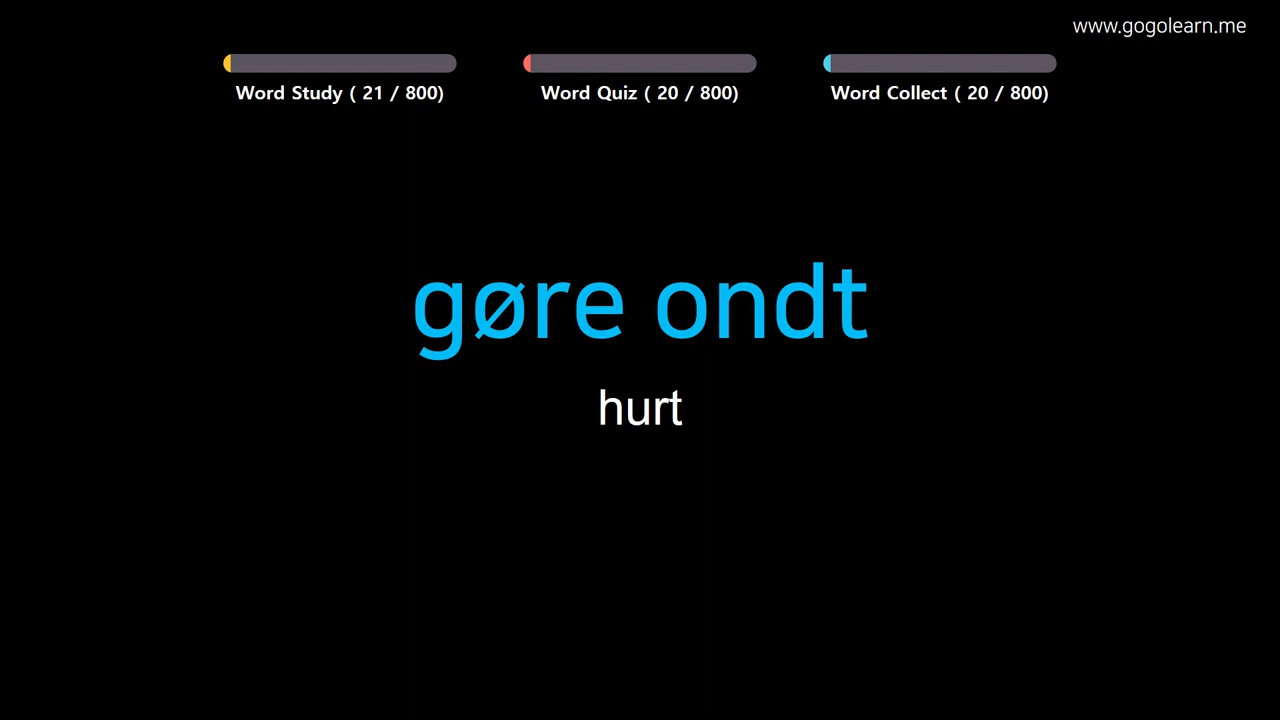 www.gogolearn.me
Word Study ( 21 / 800)
Word Quiz ( 20 / 800)
Word Collect ( 20 / 800)
gøre ondt
hurt